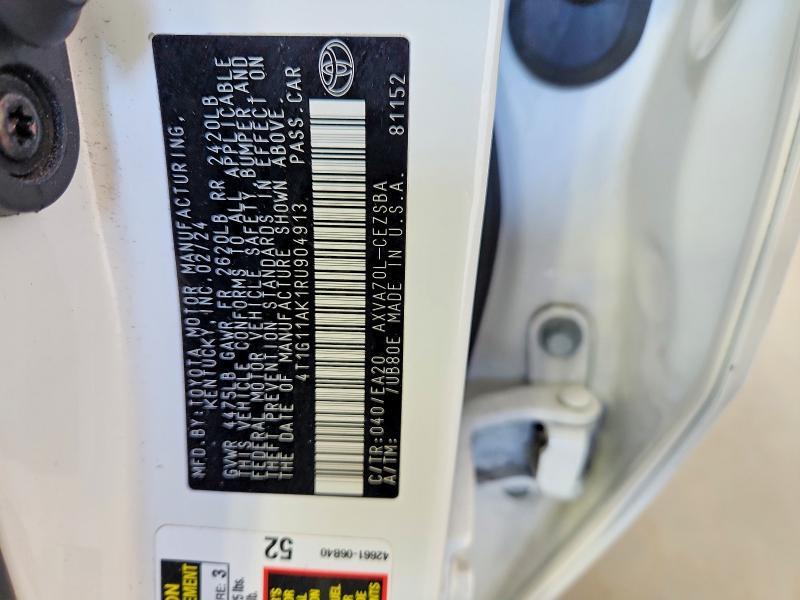 MFD.BY:TOYOTA MOTOR MANUFACTURING,
KENTUCKY, INC. 02/24
GVWR 4475LB GAWR FR 2620LB RR 2420LB
THIS VEHICLE CONFORMS TO ALL APPLICABLE
FEDERAL MOTOR VEHICLE SAFETY, BUMPER AND
THEFT PREVENTION STANDARDS IN EFFECT ON
THE DATE OF MANUFACTURE SHOWN ABOVE.
4T1G11AK1RU904913 PASS.CAR
C/TR:040/EA20 AXVA70L-CEZSBA
A/TM: /UB80E MADE IN U.S.A. 81152
52
42661-06B40